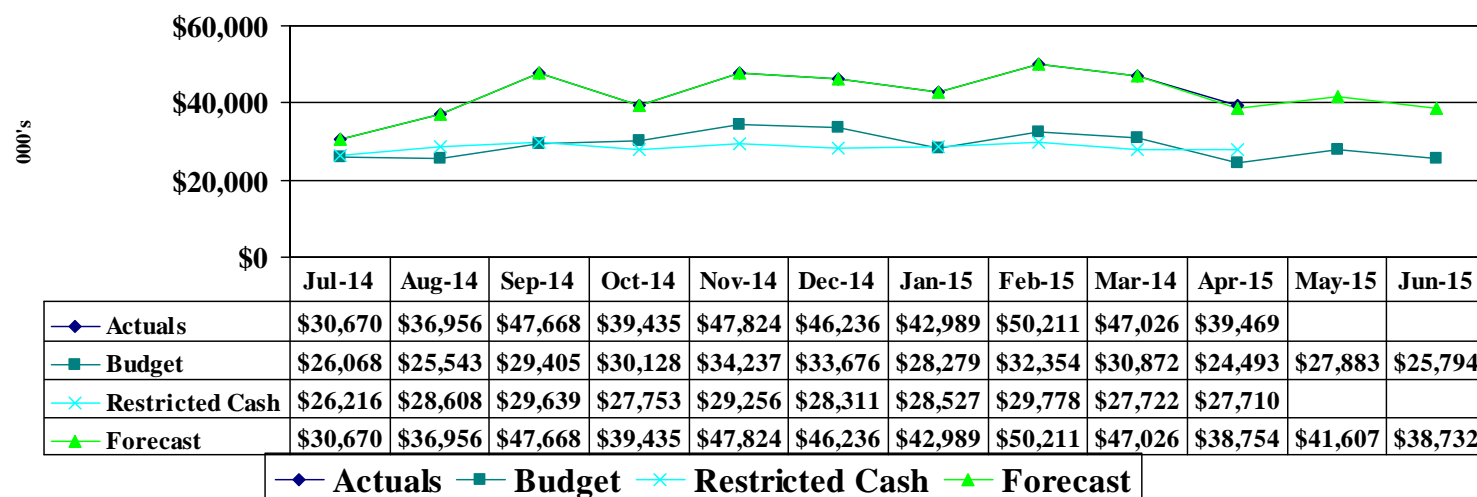 $60,000
$40,000
$20,000
$0
000's
Jul-14 Aug-14 Sep-14 Oct-14 Nov-14 Dec-14 Jan-15 Feb-15 Mar-14 Apr-15 May-15 Jun-15
Actuals $30,670 $36,956 $47,668 $39,435 $47,824 $46,236 $42,989 $50,211 $47,026 $39,469
Budget $26,068 $25,543 $29,405 $30,128 $34,237 $33,676 $28,279 $32,354 $30,872 $24,493 $27,883 $25,794
Restricted Cash $26,216 $28,608 $29,639 $27,753 $29,256 $28,311 $28,527 $29,778 $27,722 $27,710
Forecast $30,670 $36,956 $47,668 $39,435 $47,824 $46,236 $42,989 $50,211 $47,026 $38,754 $41,607 $38,732
Actuals Budget Restricted Cash Forecast